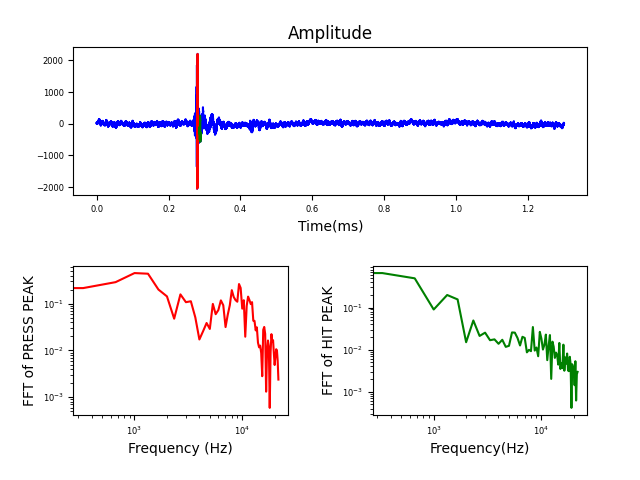 Amplitude
2000
1000
0
−1000
−2000
0.0 0.2 0.4 0.6 0.8 1.0 1.2
Time(ms)
FFT of PRESS PEAK
10⁻¹
10⁻²
10⁻³
10³ 10⁴
Frequency (Hz)
FFT of HIT PEAK
10⁻¹
10⁻²
10⁻³
10³ 10⁴
Frequency(Hz)